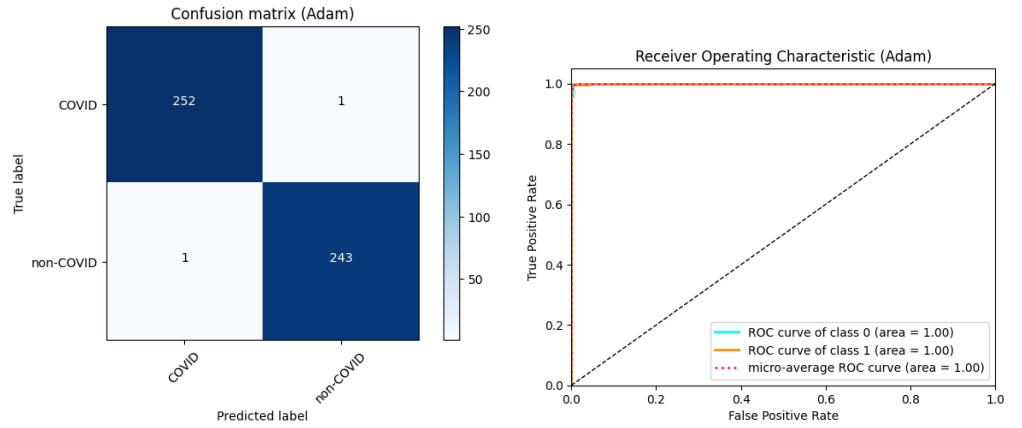 Confusion matrix (Adam)
COVID
non-COVID
True label
252
1
1
243
COVID
non-COVID
Predicted label
250
200
150
100
50
Receiver Operating Characteristic (Adam)
1.0
0.8
0.6
0.4
0.2
0.0
True Positive Rate
0.0
0.2
0.4
0.6
0.8
1.0
False Positive Rate
ROC curve of class 0 (area = 1.00)
ROC curve of class 1 (area = 1.00)
micro-average ROC curve (area = 1.00)